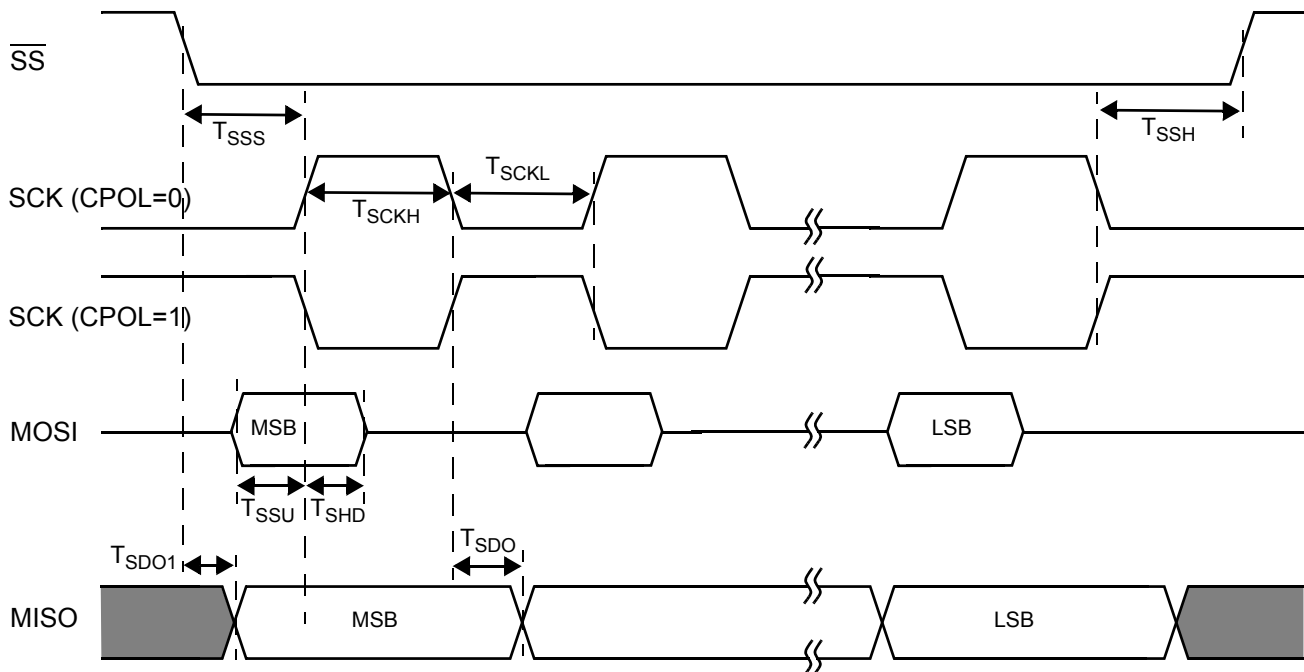 S̅S̅
TSSS
TSSH
SCK (CPOL=0)
TSCKH
TSCKL
SCK (CPOL=1)
MOSI
MSB
LSB
TSSU
TSHD
TSDO1
TSDO
MISO
MSB
LSB